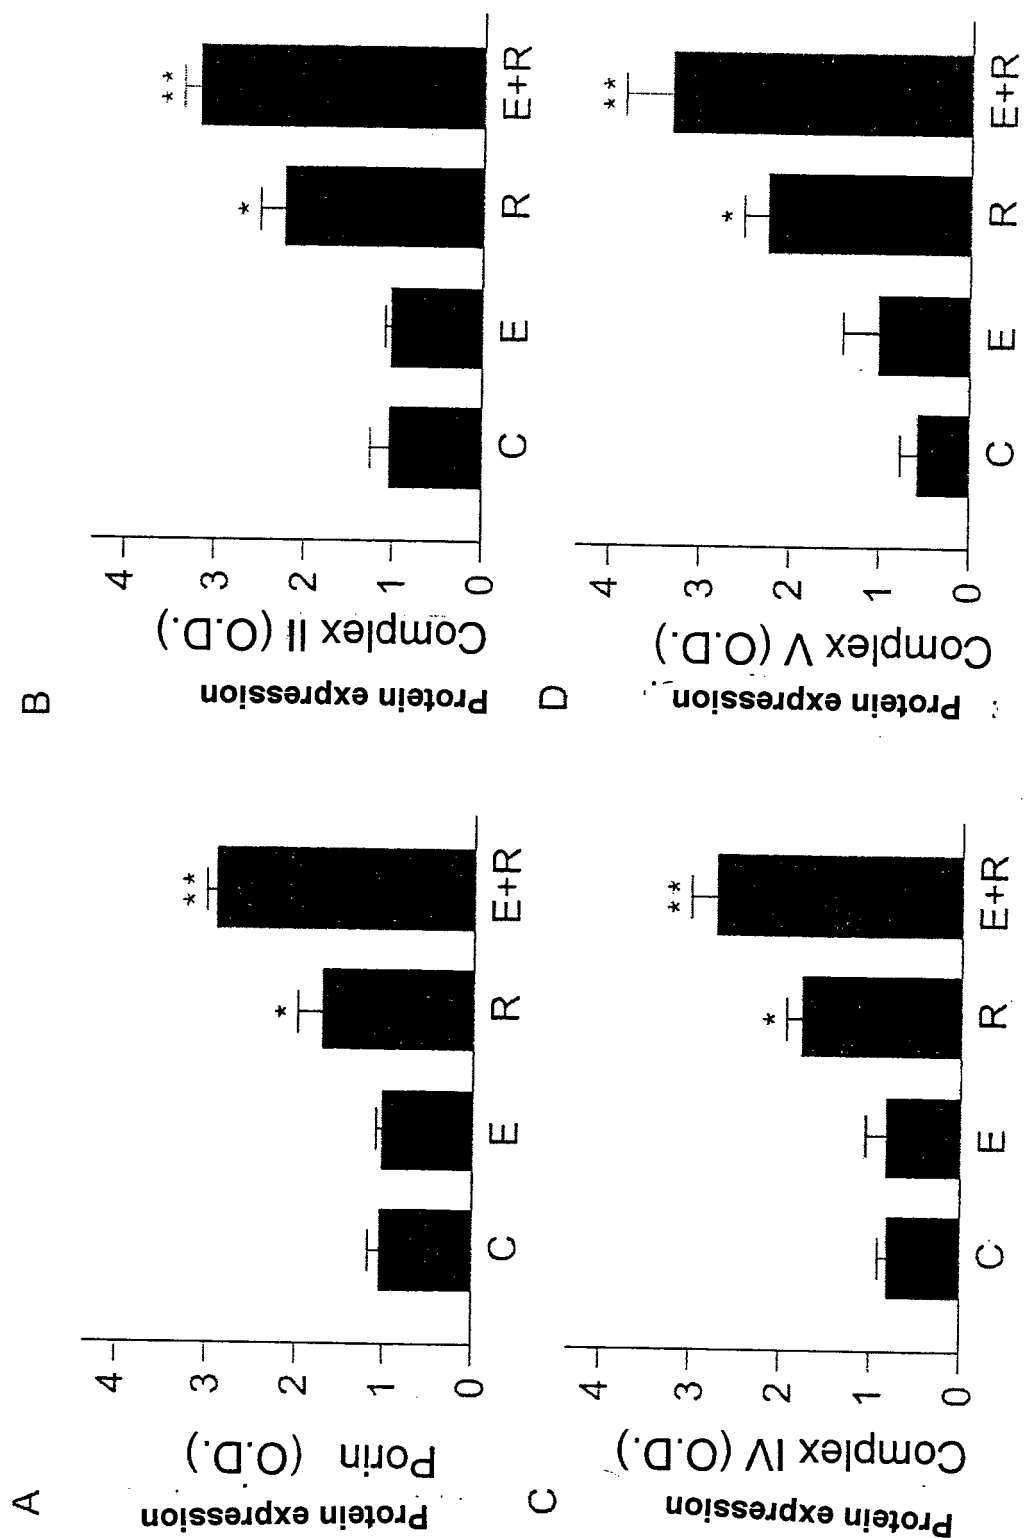 A
Protein expression
Porin (O.D.)
4
3
2
1
0
**
*
C E R E+R
B
Protein expression
Complex II (O.D.)
4
3
2
1
0
**
*
C E R E+R
C
Protein expression
Complex IV (O.D.)
4
3
2
1
0
**
*
C E R E+R
D
Protein expression
Complex V (O.D.)
4
3
2
1
0
**
*
C E R E+R